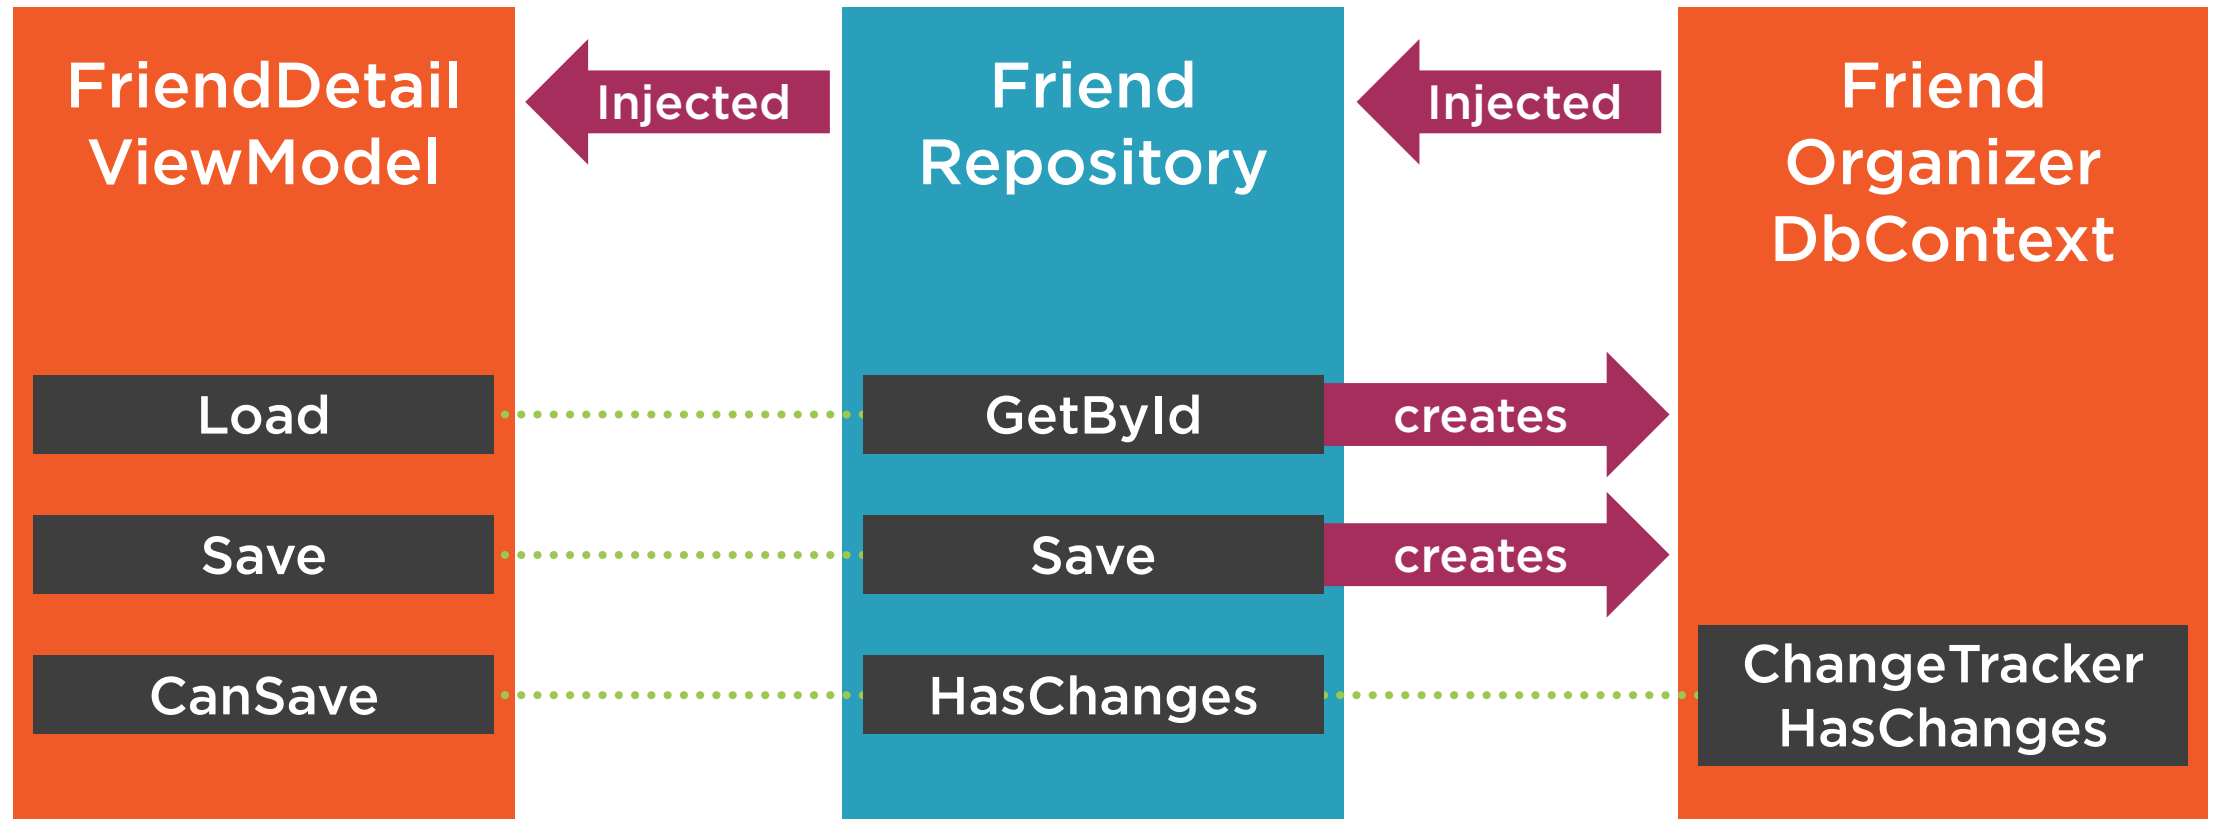 FriendDetail
ViewModel
Injected
Friend
Repository
Injected
Friend
Organizer
DbContext
Load
GetById
creates
Save
Save
creates
CanSave
HasChanges
ChangeTracker
HasChanges